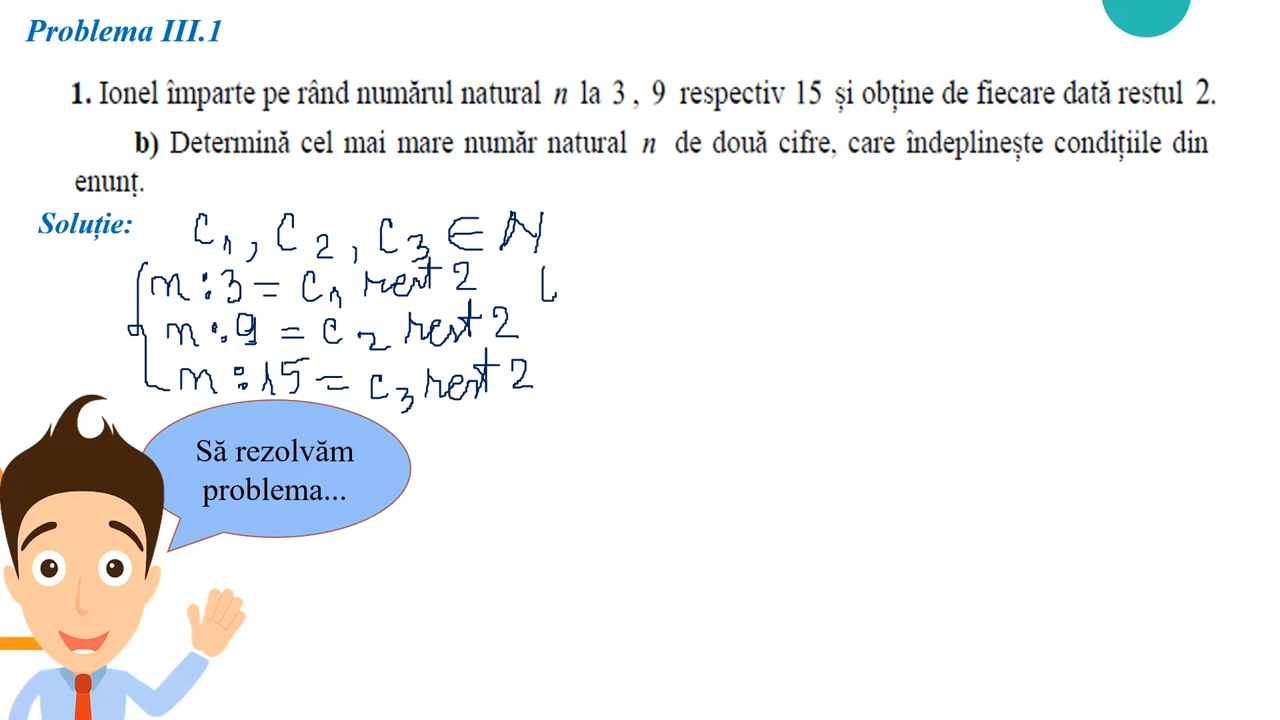 Problema III.1
1. Ionel împarte pe rând numărul natural n la 3 , 9 respectiv 15 și obține de fiecare dată restul 2.
b) Determină cel mai mare număr natural n de două cifre, care îndeplinește condițiile din
enunț.
Soluție:
C₁, C₂, C₃ ∈ N
n : 3 = C₁ rest 2
n : 9 = C₂ rest 2
n : 15 = C₃ rest 2
Să rezolvăm
problema...